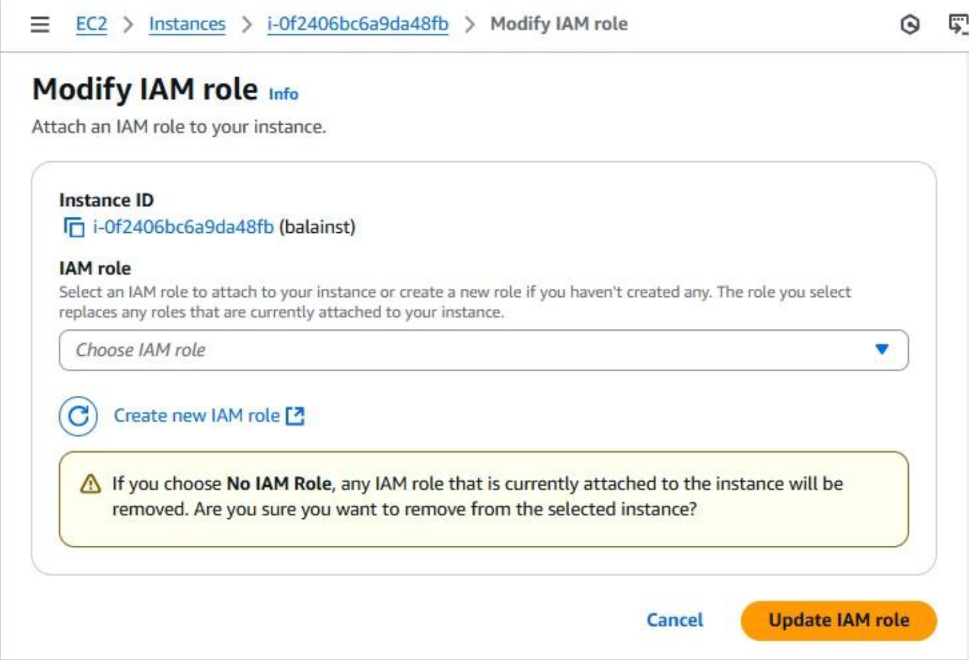 EC2 > Instances > i-0f2406bc6a9da48fb > Modify IAM role
Modify IAM role Info
Attach an IAM role to your instance.
Instance ID
i-0f2406bc6a9da48fb (balainst)
IAM role
Select an IAM role to attach to your instance or create a new role if you haven't created any. The role you select
replaces any roles that are currently attached to your instance.
Choose IAM role
Create new IAM role
If you choose No IAM Role, any IAM role that is currently attached to the instance will be
removed. Are you sure you want to remove from the selected instance?
Cancel Update IAM role